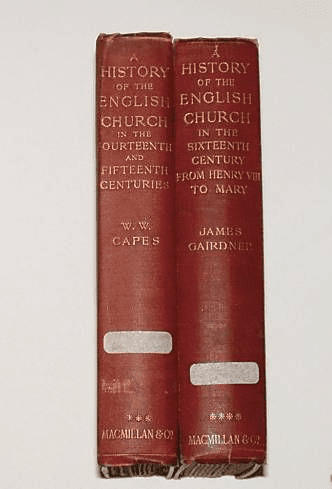 A
HISTORY
OF THE
ENGLISH
CHURCH
IN THE
FOURTEENTH
AND
FIFTEENTH
CENTURIES
W. W.
CAPES
***
MACMILLAN & Co.
A
HISTORY
OF THE
ENGLISH
CHURCH
IN THE
SIXTEENTH
CENTURY
FROM HENRY VIII
TO MARY
JAMES
GAIRDNER
****
MACMILLAN & Co.